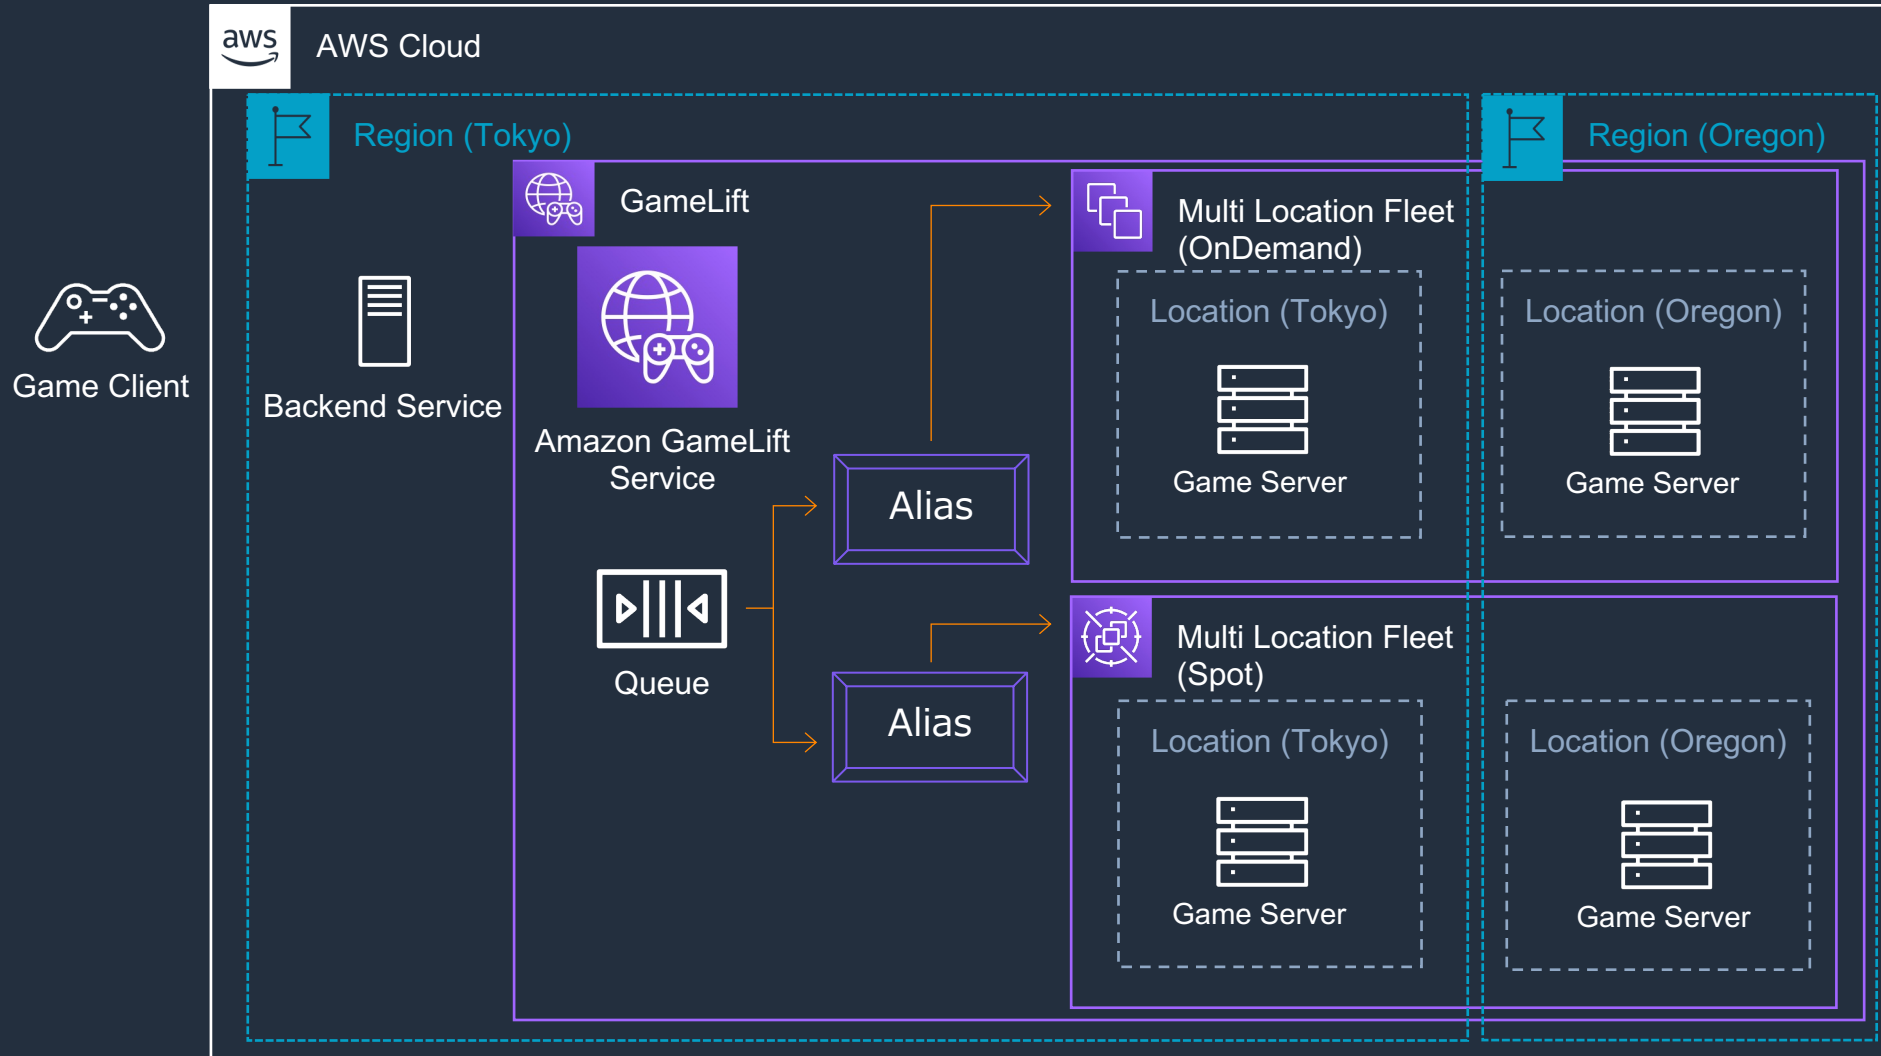 aws
AWS Cloud
Region (Tokyo)
Region (Oregon)
GameLift
Multi Location Fleet
(OnDemand)
Location (Tokyo)
Location (Oregon)
Game Server
Game Server
Game Client
Backend Service
Amazon GameLift
Service
Alias
Queue
Alias
Multi Location Fleet
(Spot)
Location (Tokyo)
Location (Oregon)
Game Server
Game Server